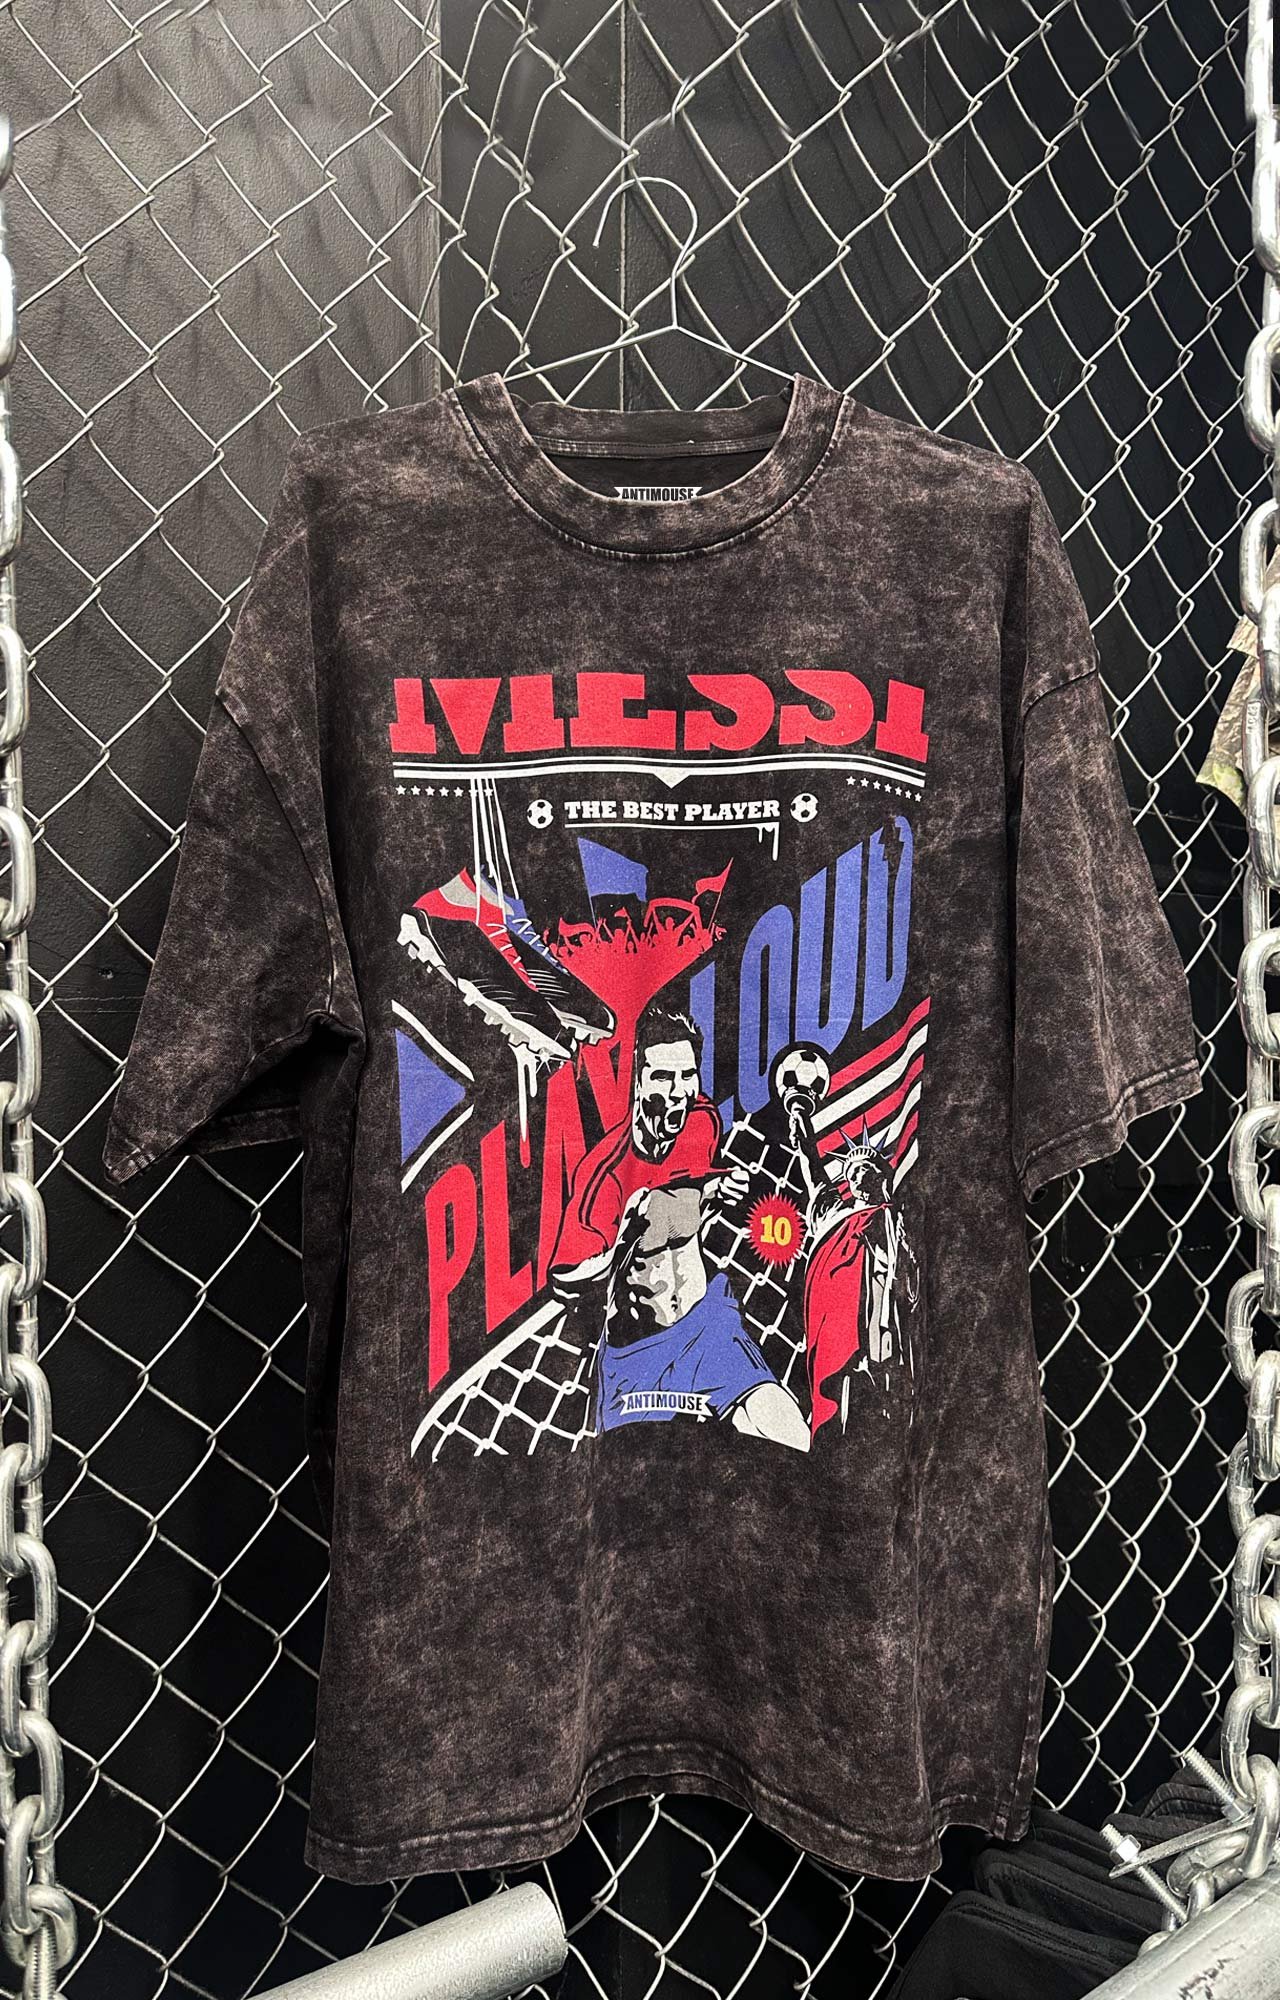 ANTIMOUSE
MESSI
THE BEST PLAYER
PLAY LOUD
10
ANTIMOUSE